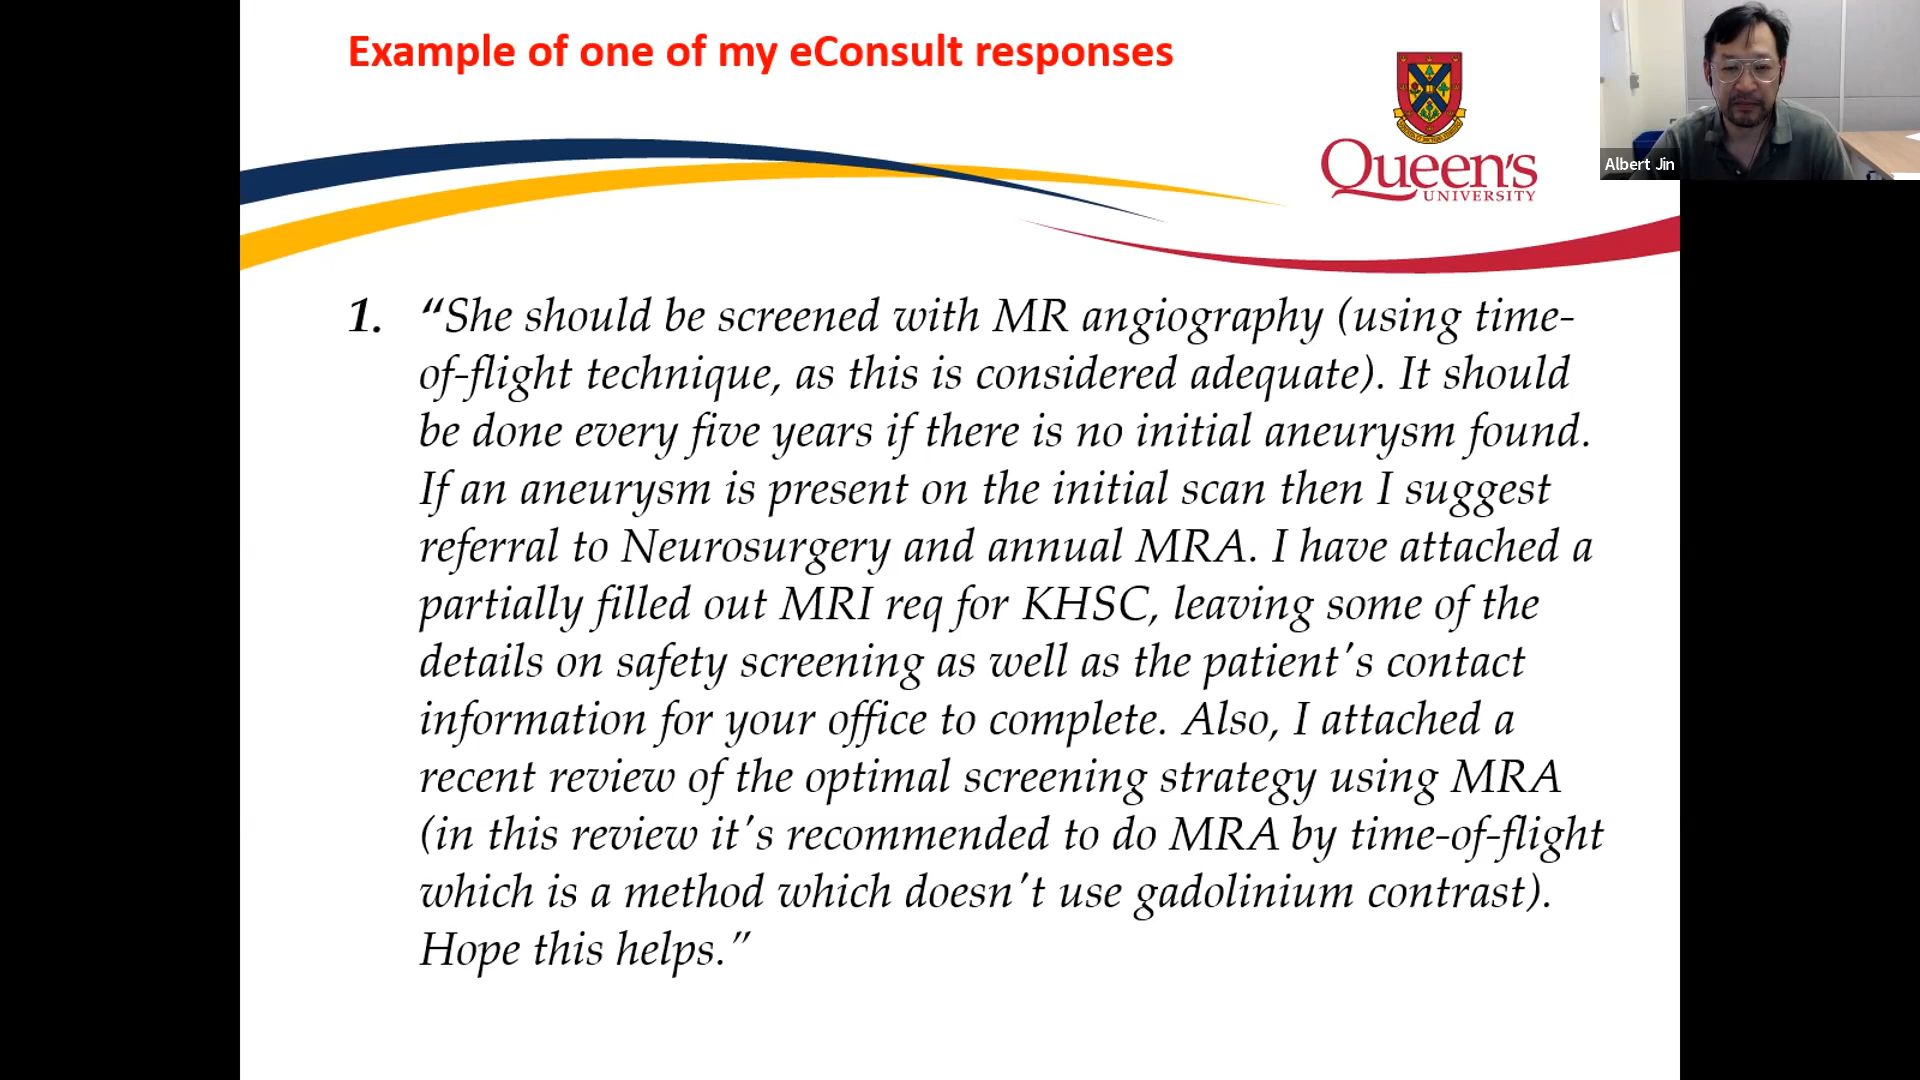 Example of one of my eConsult responses
Queen's
UNIVERSITY
Albert Jin
1. “She should be screened with MR angiography (using time-
of-flight technique, as this is considered adequate). It should
be done every five years if there is no initial aneurysm found.
If an aneurysm is present on the initial scan then I suggest
referral to Neurosurgery and annual MRA. I have attached a
partially filled out MRI req for KHSC, leaving some of the
details on safety screening as well as the patient's contact
information for your office to complete. Also, I attached a
recent review of the optimal screening strategy using MRA
(in this review it's recommended to do MRA by time-of-flight
which is a method which doesn't use gadolinium contrast).
Hope this helps.”